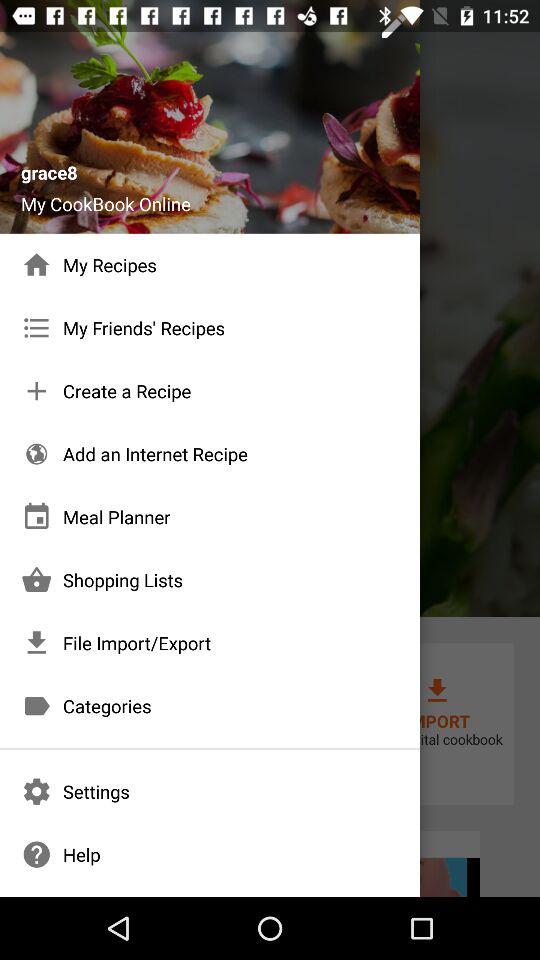 11:52
grace8
My CookBook Online
My Recipes
My Friends' Recipes
Create a Recipe
Add an Internet Recipe
Meal Planner
Shopping Lists
File Import/Export
MPORT
ital cookbook
Categories
Settings
Help